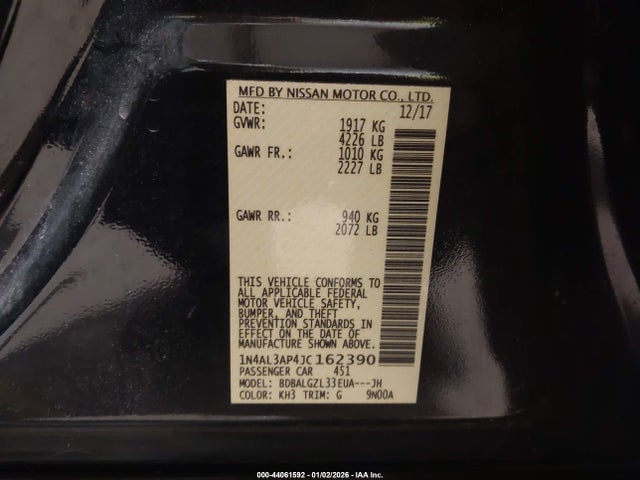 MFD BY NISSAN MOTOR CO., LTD.
DATE: 12/17
GVWR: 1917 KG
4226 LB
GAWR FR.: 1010 KG
2227 LB
GAWR RR.: 940 KG
2072 LB
THIS VEHICLE CONFORMS TO
ALL APPLICABLE FEDERAL
MOTOR VEHICLE SAFETY,
BUMPER, AND THEFT
PREVENTION STANDARDS IN
EFFECT ON THE DATE OF
MANUFACTURE SHOWN ABOVE.
1N4AL3AP4JC162390
PASSENGER CAR 451
MODEL: BDBALGZL33EUA---JH
COLOR: KH3 TRIM: G 9N00A
000-44061592 - 01/02/2026 - IAA Inc.